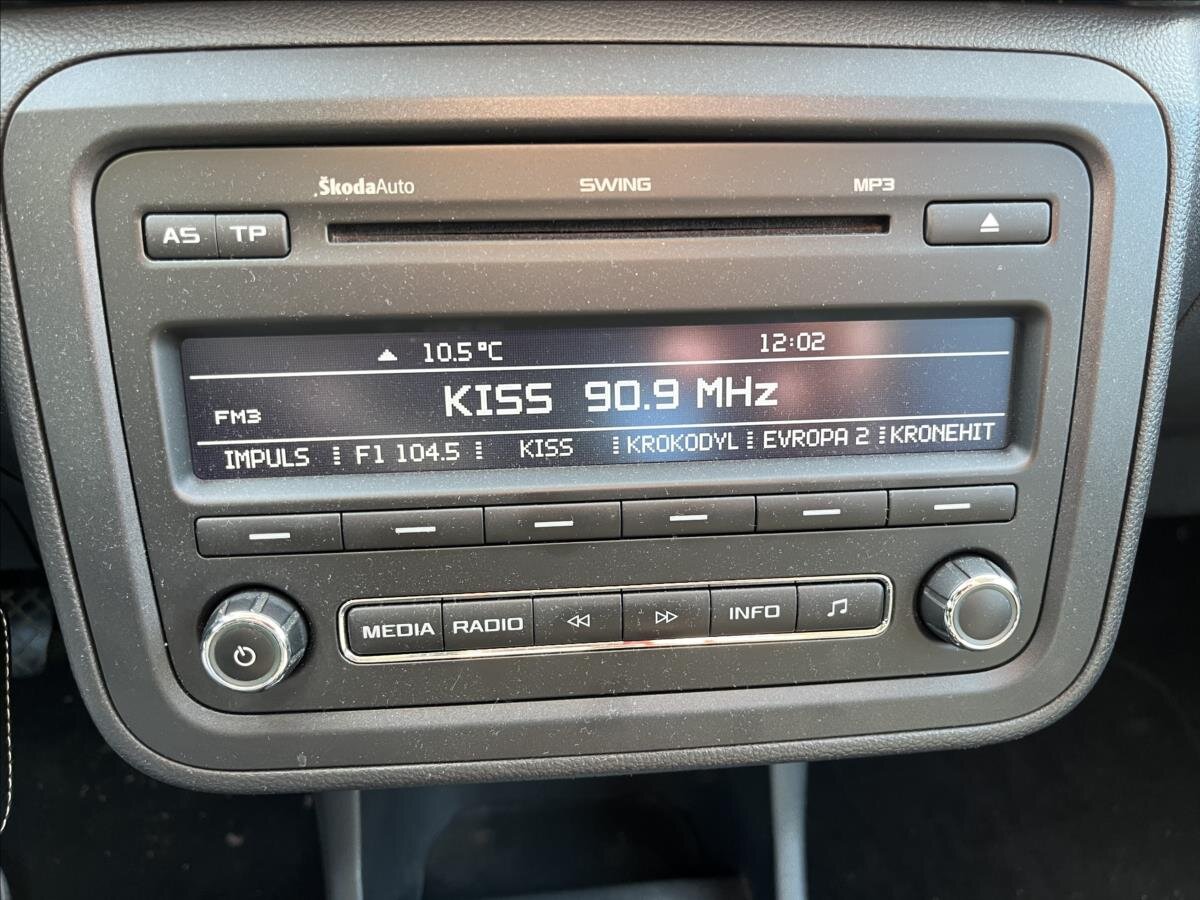 ŠkodaAuto SWING MP3
AS TP
10.5°C 12:02
KISS 90.9 MHz
FM3
IMPULS F1 104.5 KISS KROKODYL EVROPA 2 KRONEHIT
MEDIA RADIO INFO